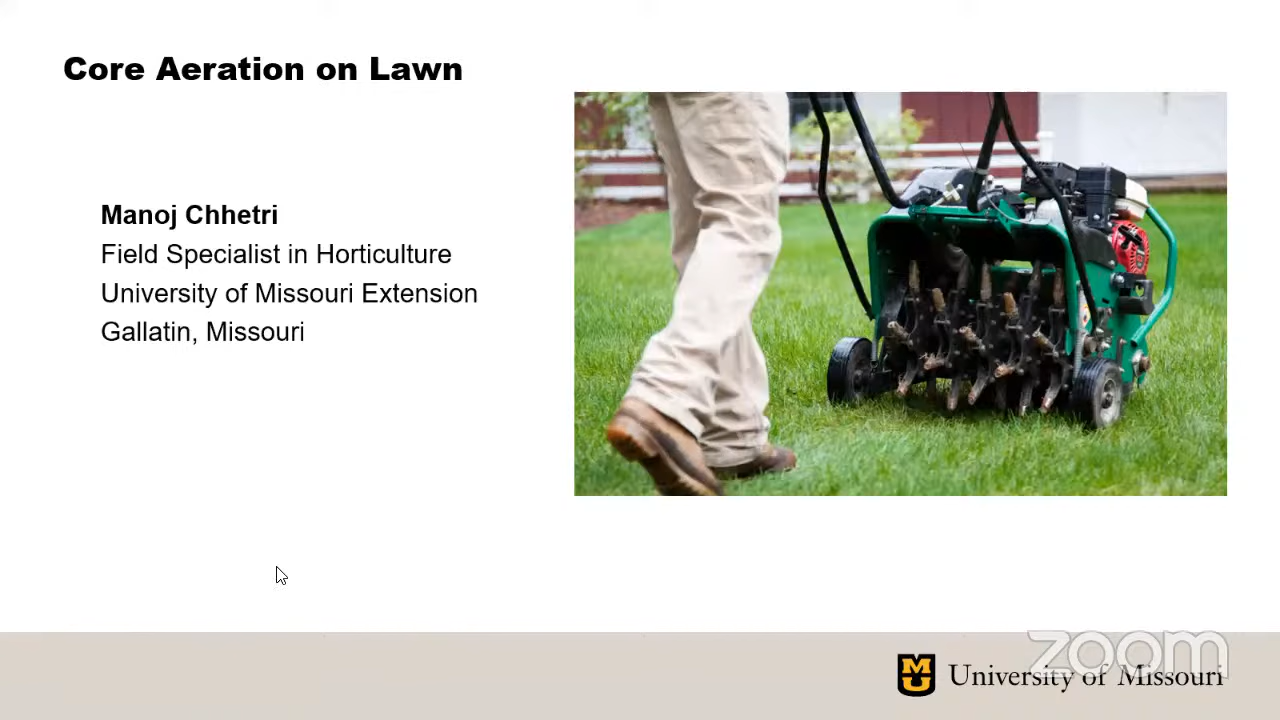 Core Aeration on Lawn
Manoj Chhetri
Field Specialist in Horticulture
University of Missouri Extension
Gallatin, Missouri
zoom
MU University of Missouri